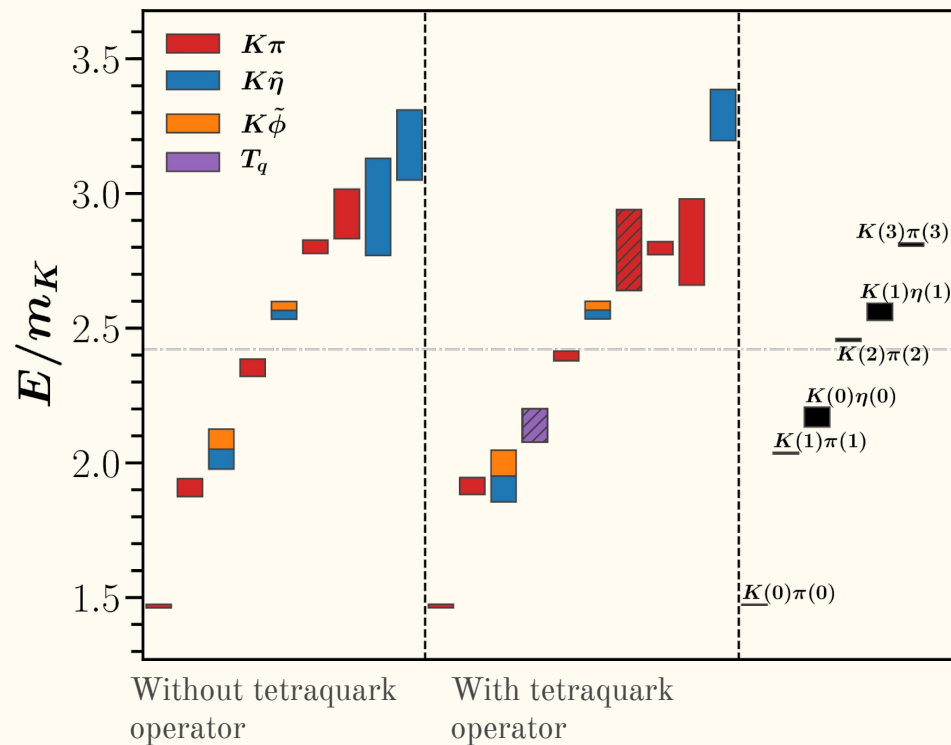 Kπ
Kη̃
Kϕ̃
T_q
3.5
3.0
2.5
2.0
1.5
E/m_K
K(3)π(3)
K(1)η(1)
K(2)π(2)
K(0)η(0)
K(1)π(1)
K(0)π(0)
Without tetraquark
operator
With tetraquark
operator